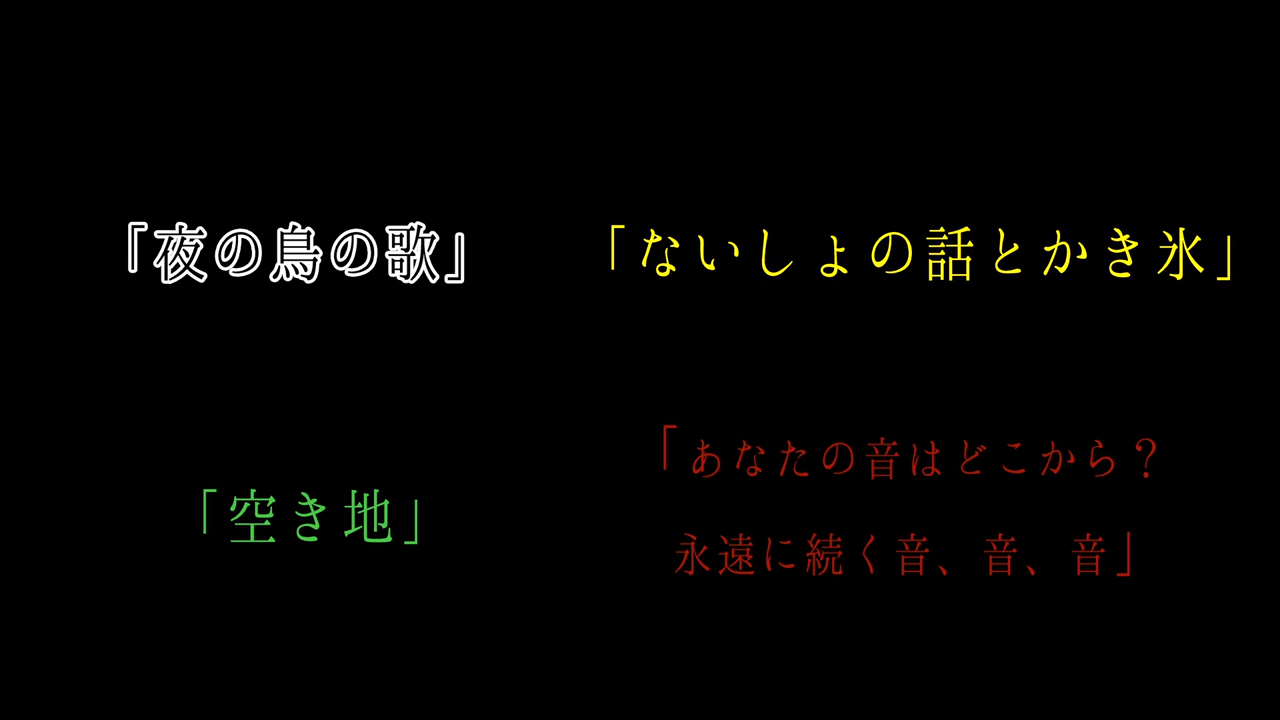 「夜の鳥の歌」
「ないしょの話とかき氷」
「空き地」
「あなたの音はどこから？
永遠に続く音、音、音」